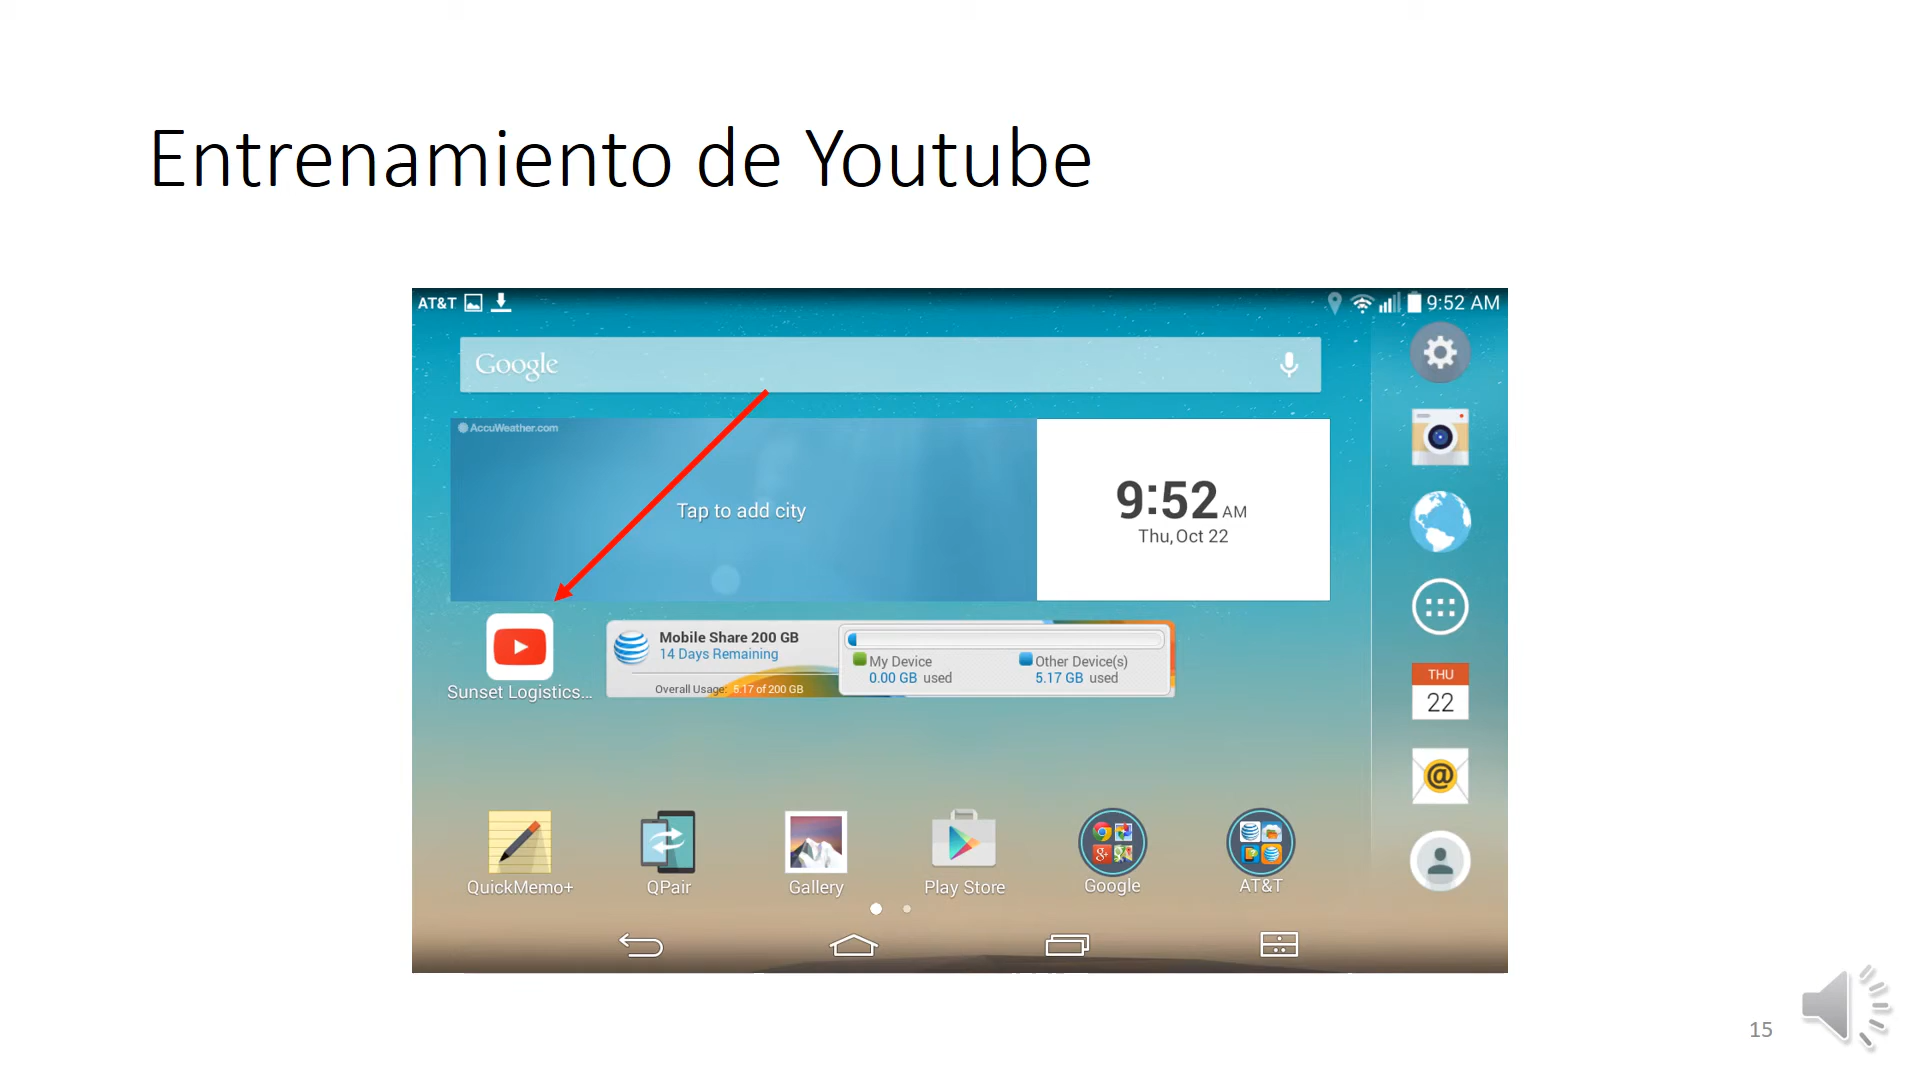 Entrenamiento de Youtube
AT&T
9:52 AM
Google
AccuWeather.com
Tap to add city
9:52 AM
Thu, Oct 22
Sunset Logistics...
Mobile Share 200 GB
14 Days Remaining
Overall Usage: 5.17 of 200 GB
My Device
0.00 GB used
Other Device(s)
5.17 GB used
THU
22
@
QuickMemo+
QPair
Gallery
Play Store
Google
AT&T
15